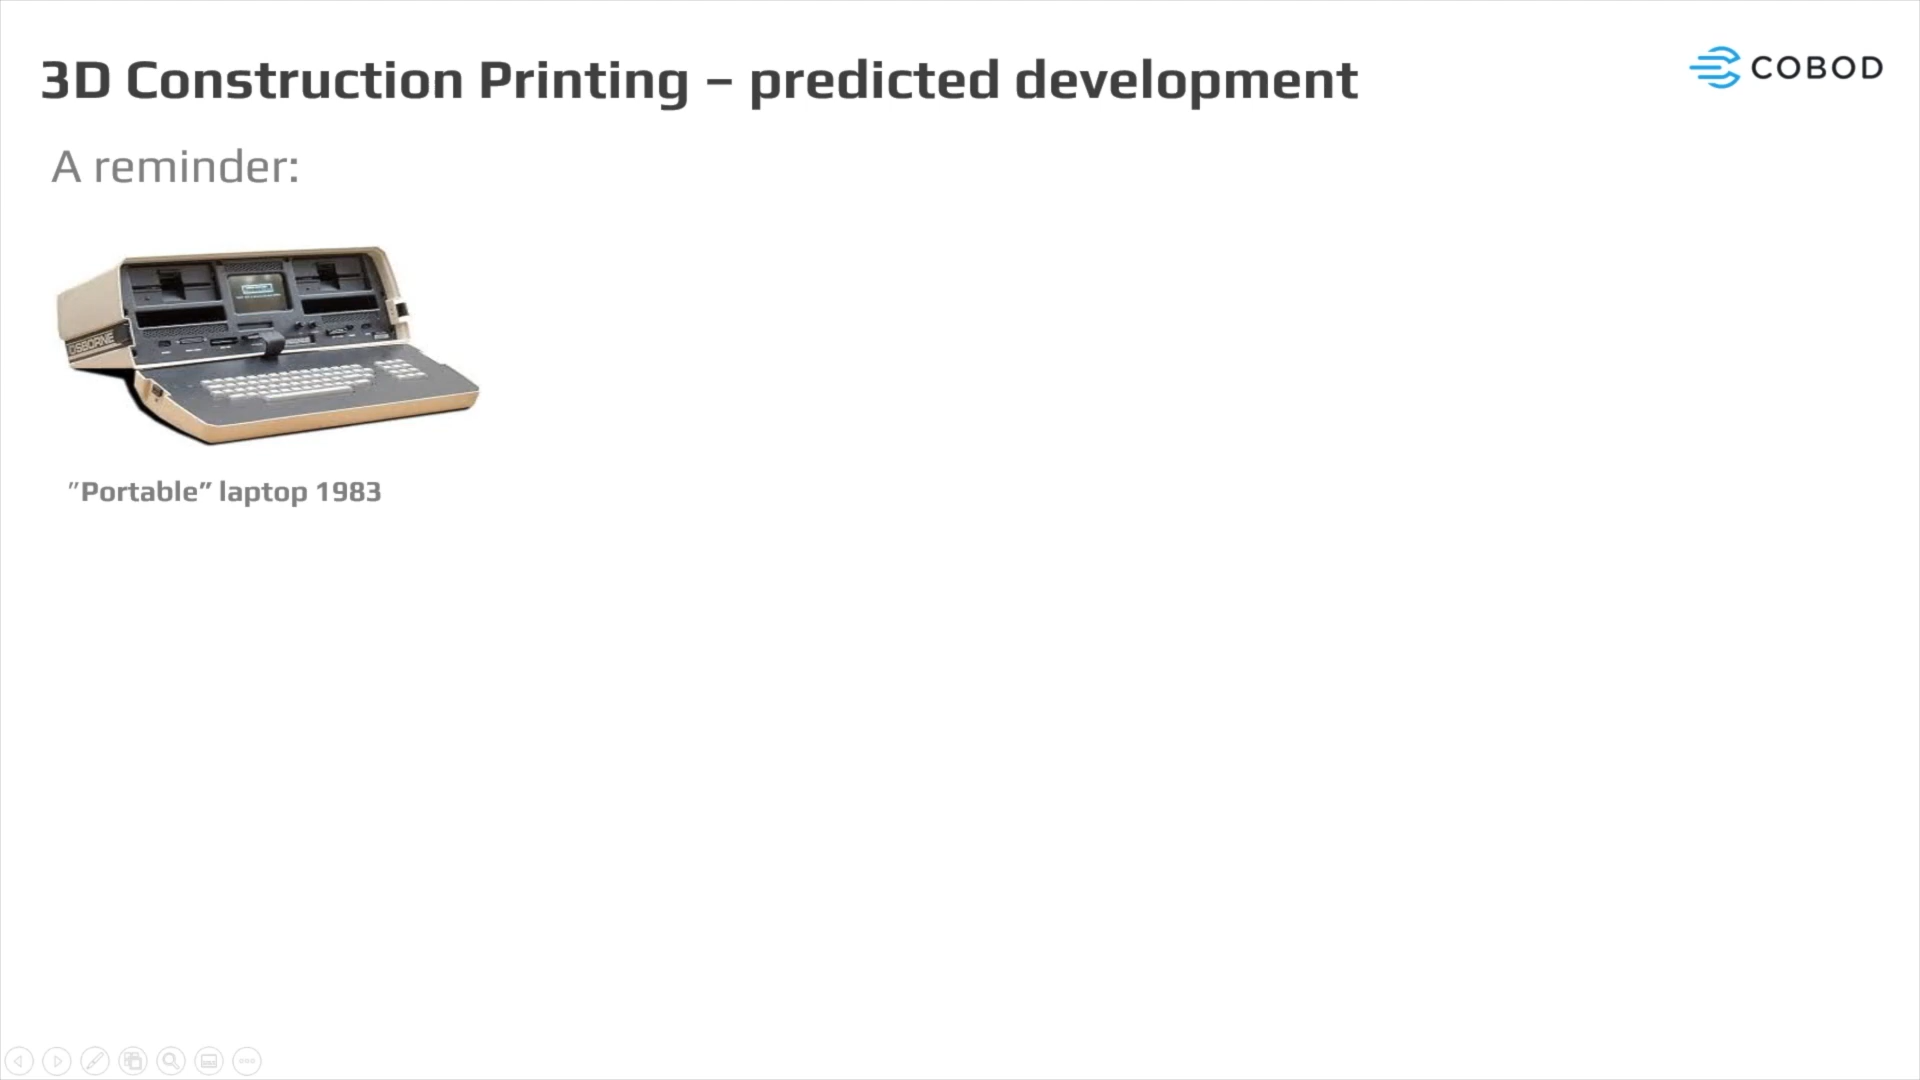 3D Construction Printing – predicted development
COBOD
A reminder:
OSBORNE
”Portable” laptop 1983